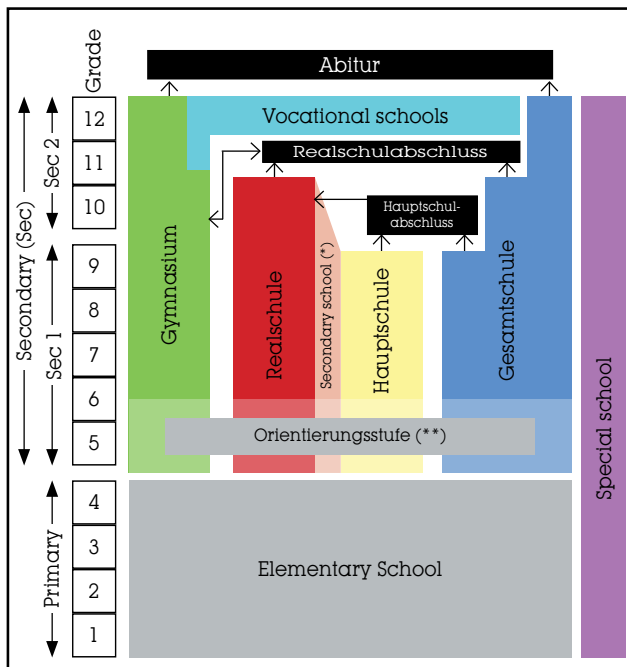 Grade
Abitur
12
Vocational schools
11
Realschulabschluss
10
Hauptschul-
abschluss
Secondary (Sec)
Sec 2
Sec 1
9
8
7
6
5
Gymnasium
Realschule
Secondary school (*)
Hauptschule
Gesamtschule
Special school
Orientierungsstufe (**)
Primary
4
3
2
1
Elementary School